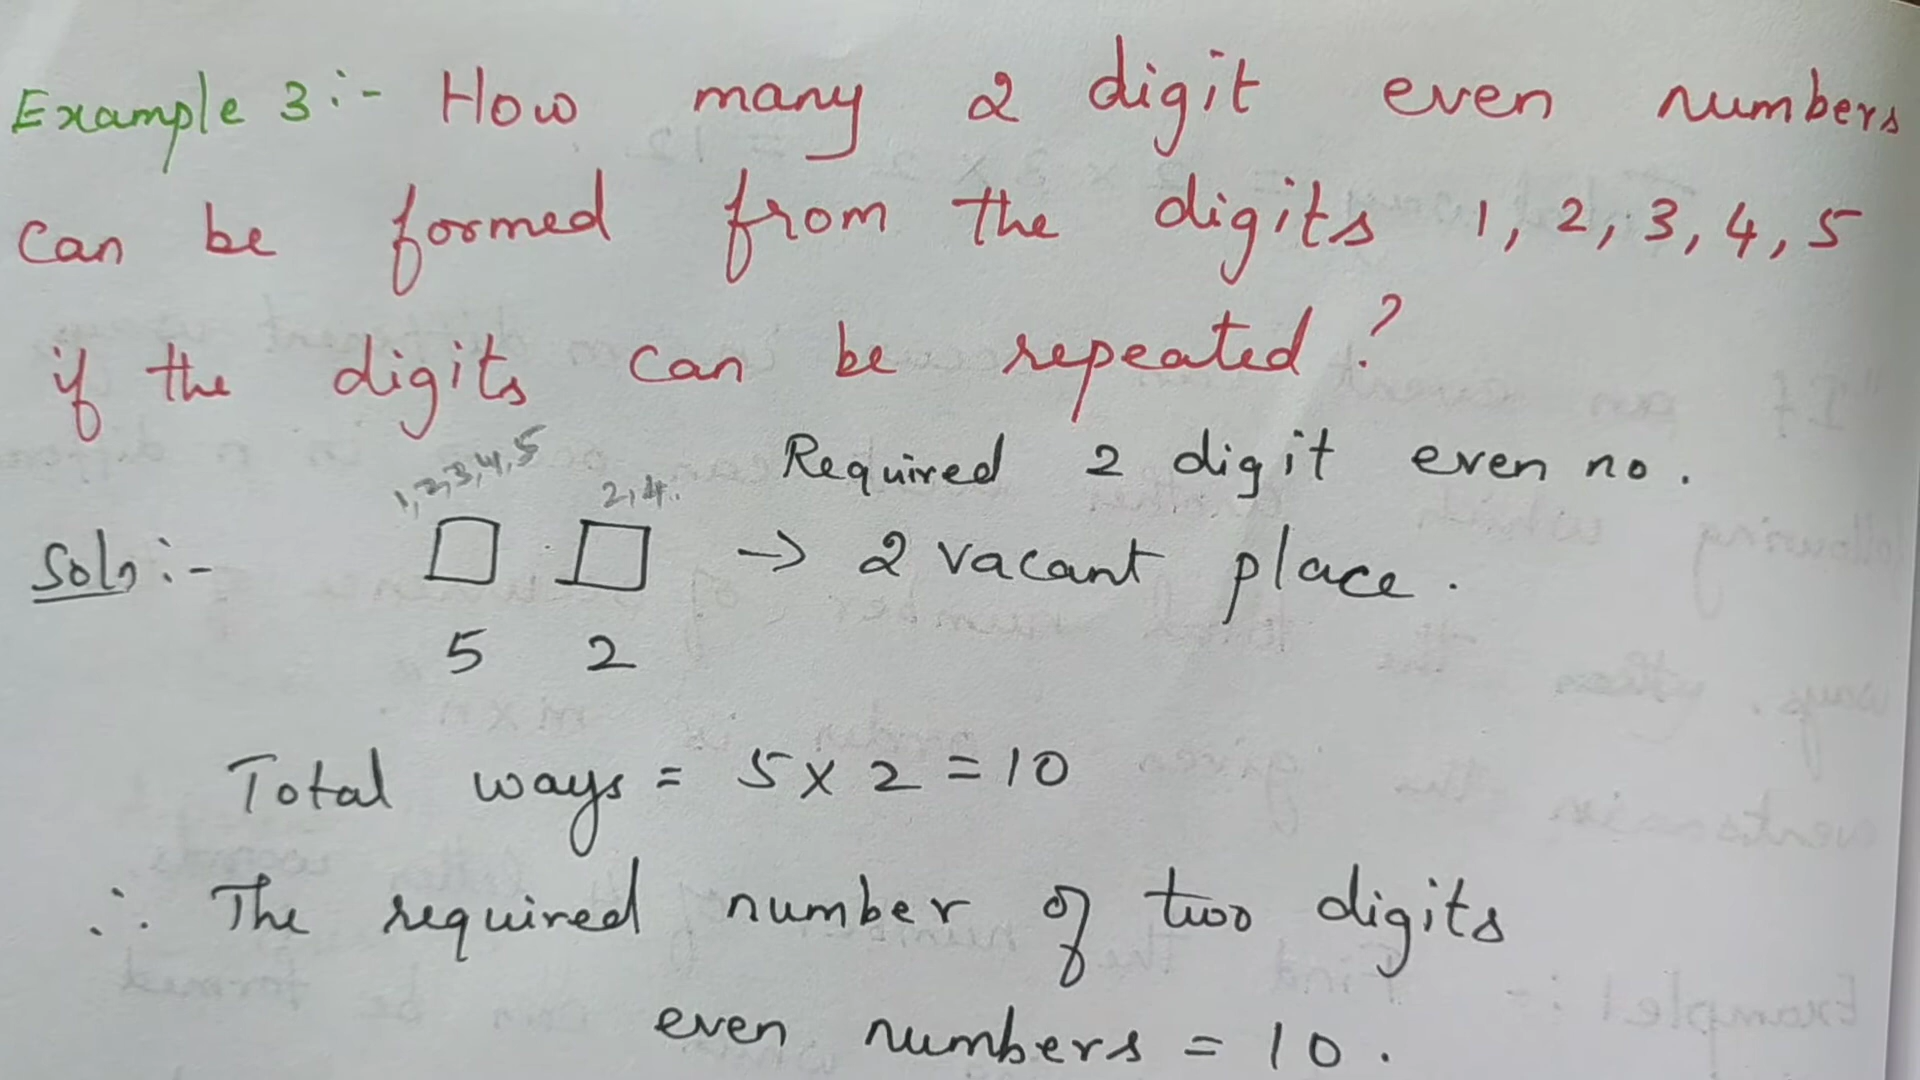 Example 3:- How many 2 digit even numbers
can be formed from the digits 1, 2, 3, 4, 5
if the digits can be repeated?
Required 2 digit even no.
1,2,3,4,5 2,4.
Soln:- → 2 vacant place.
5 2
Total ways = 5 x 2 = 10
∴ The required number of two digits
even numbers = 10.